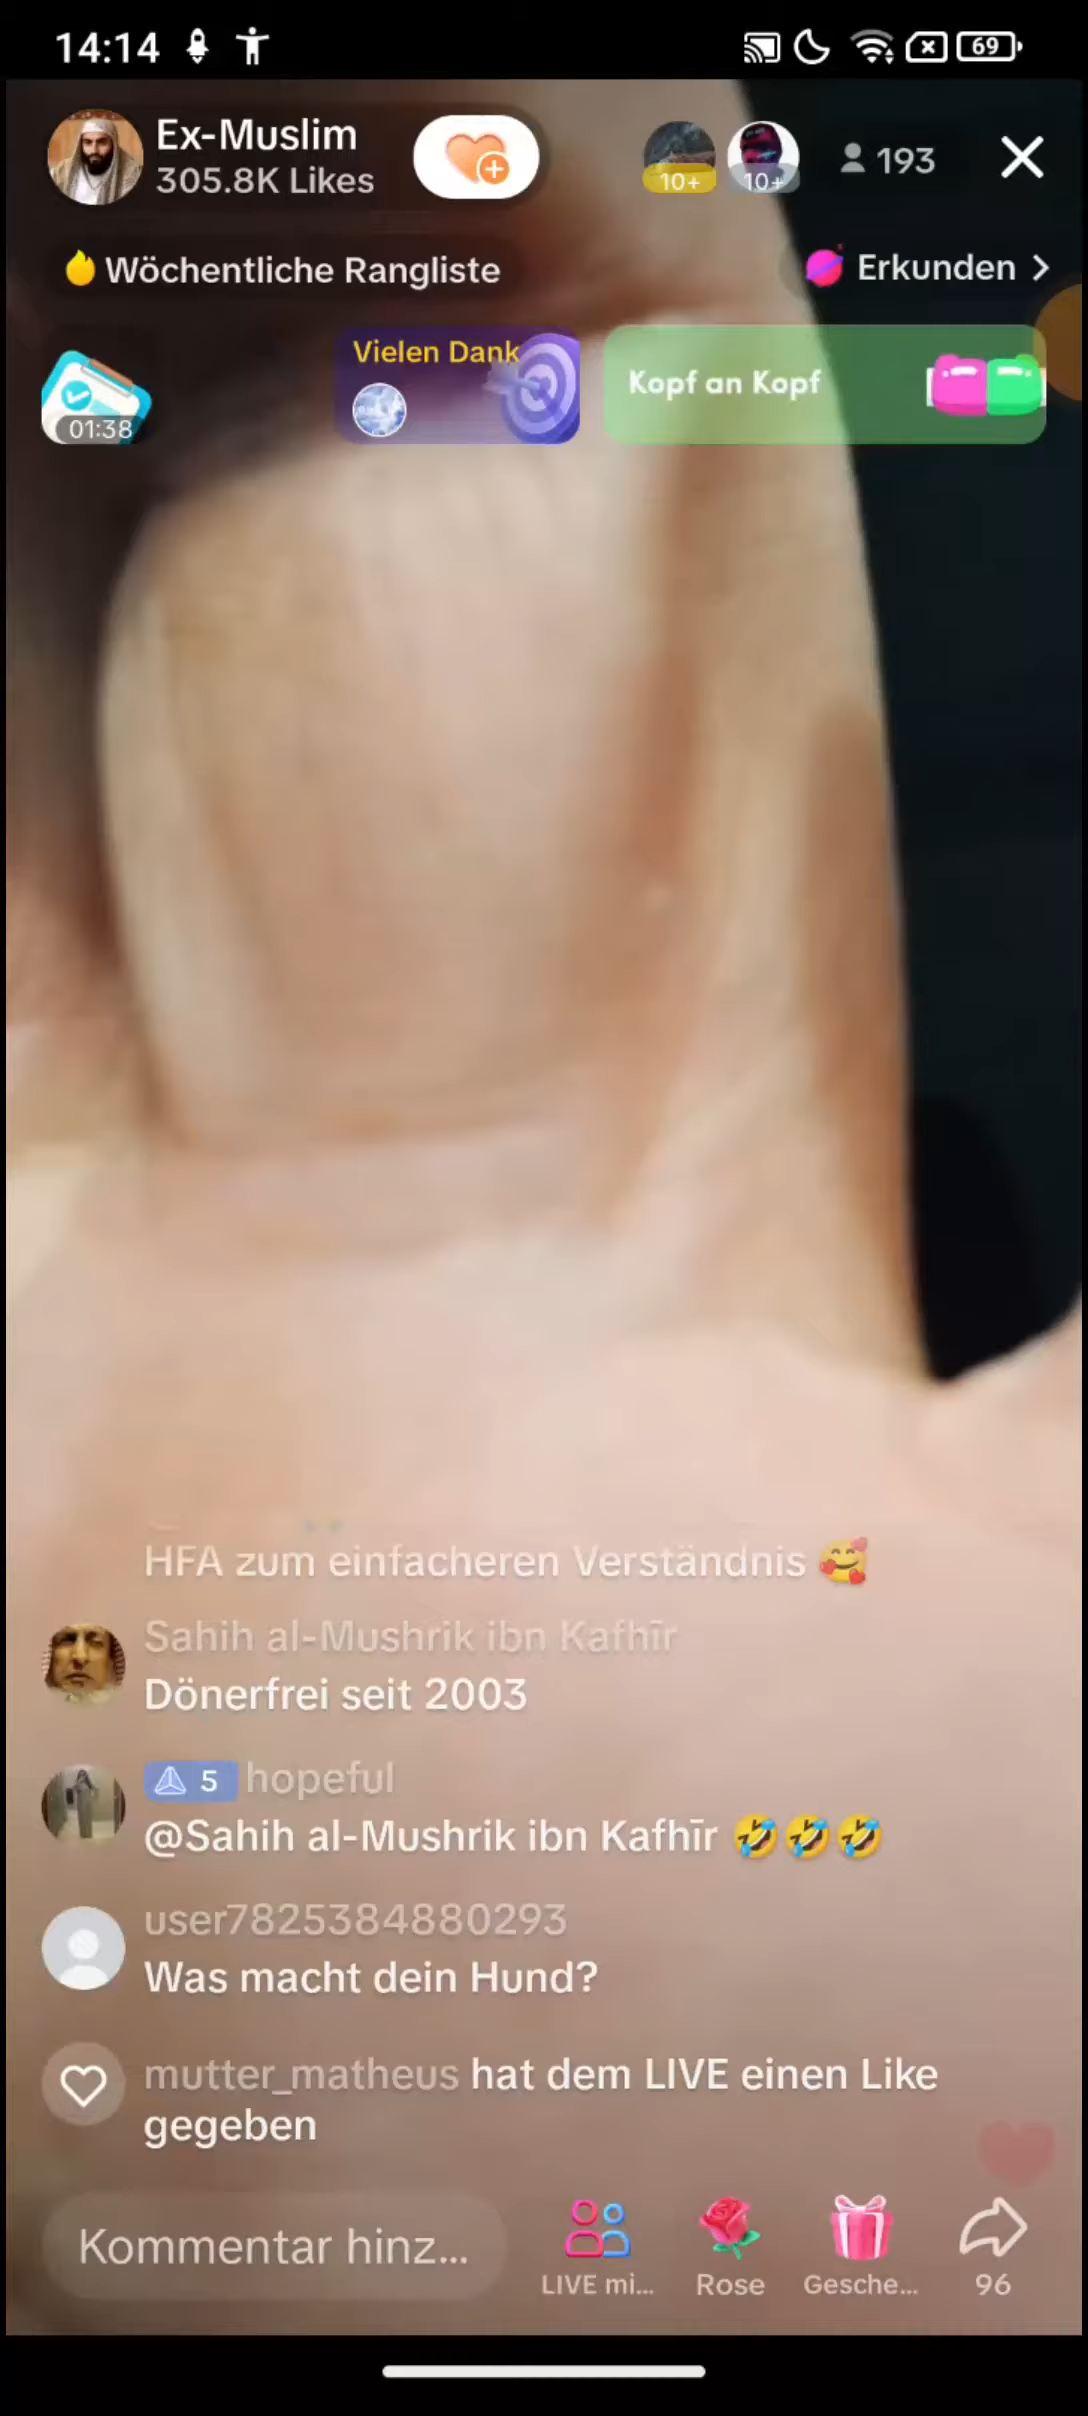 14:14
69
Ex-Muslim
305.8K Likes
10+
10+
193
Wöchentliche Rangliste
Erkunden
01:38
Vielen Dank
Kopf an Kopf
HFA zum einfacheren Verständnis 🥰
Sahih al-Mushrik ibn Kafhīr
Dönerfrei seit 2003
5 hopeful
@Sahih al-Mushrik ibn Kafhīr 🤣🤣🤣
user7825384880293
Was macht dein Hund?
mutter_matheus hat dem LIVE einen Like
gegeben
Kommentar hinz...
LIVE mi...
Rose
Gesche...
96